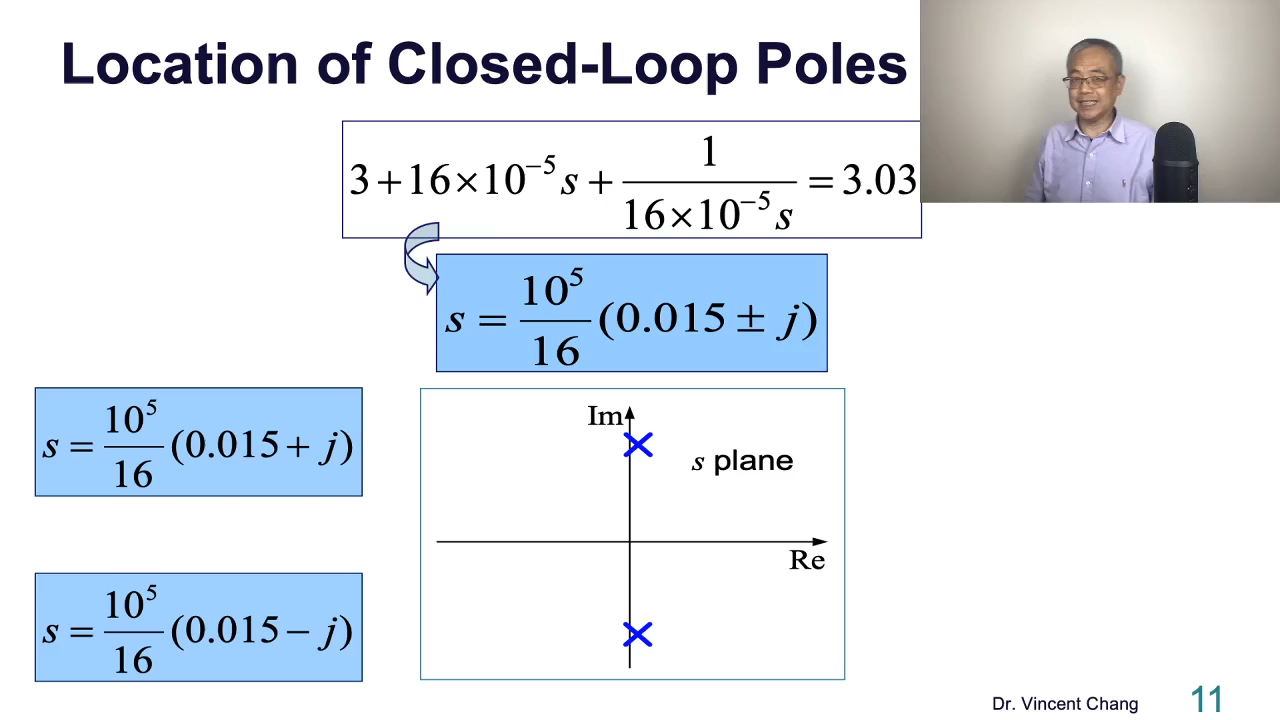 Location of Closed-Loop Poles
3 + 16 × 10⁻⁵ s + 1 / (16 × 10⁻⁵ s) = 3.03
s = 10⁵/16 (0.015 ± j)
s = 10⁵/16 (0.015 + j)
Im
s plane
Re
s = 10⁵/16 (0.015 − j)
Dr. Vincent Chang
11